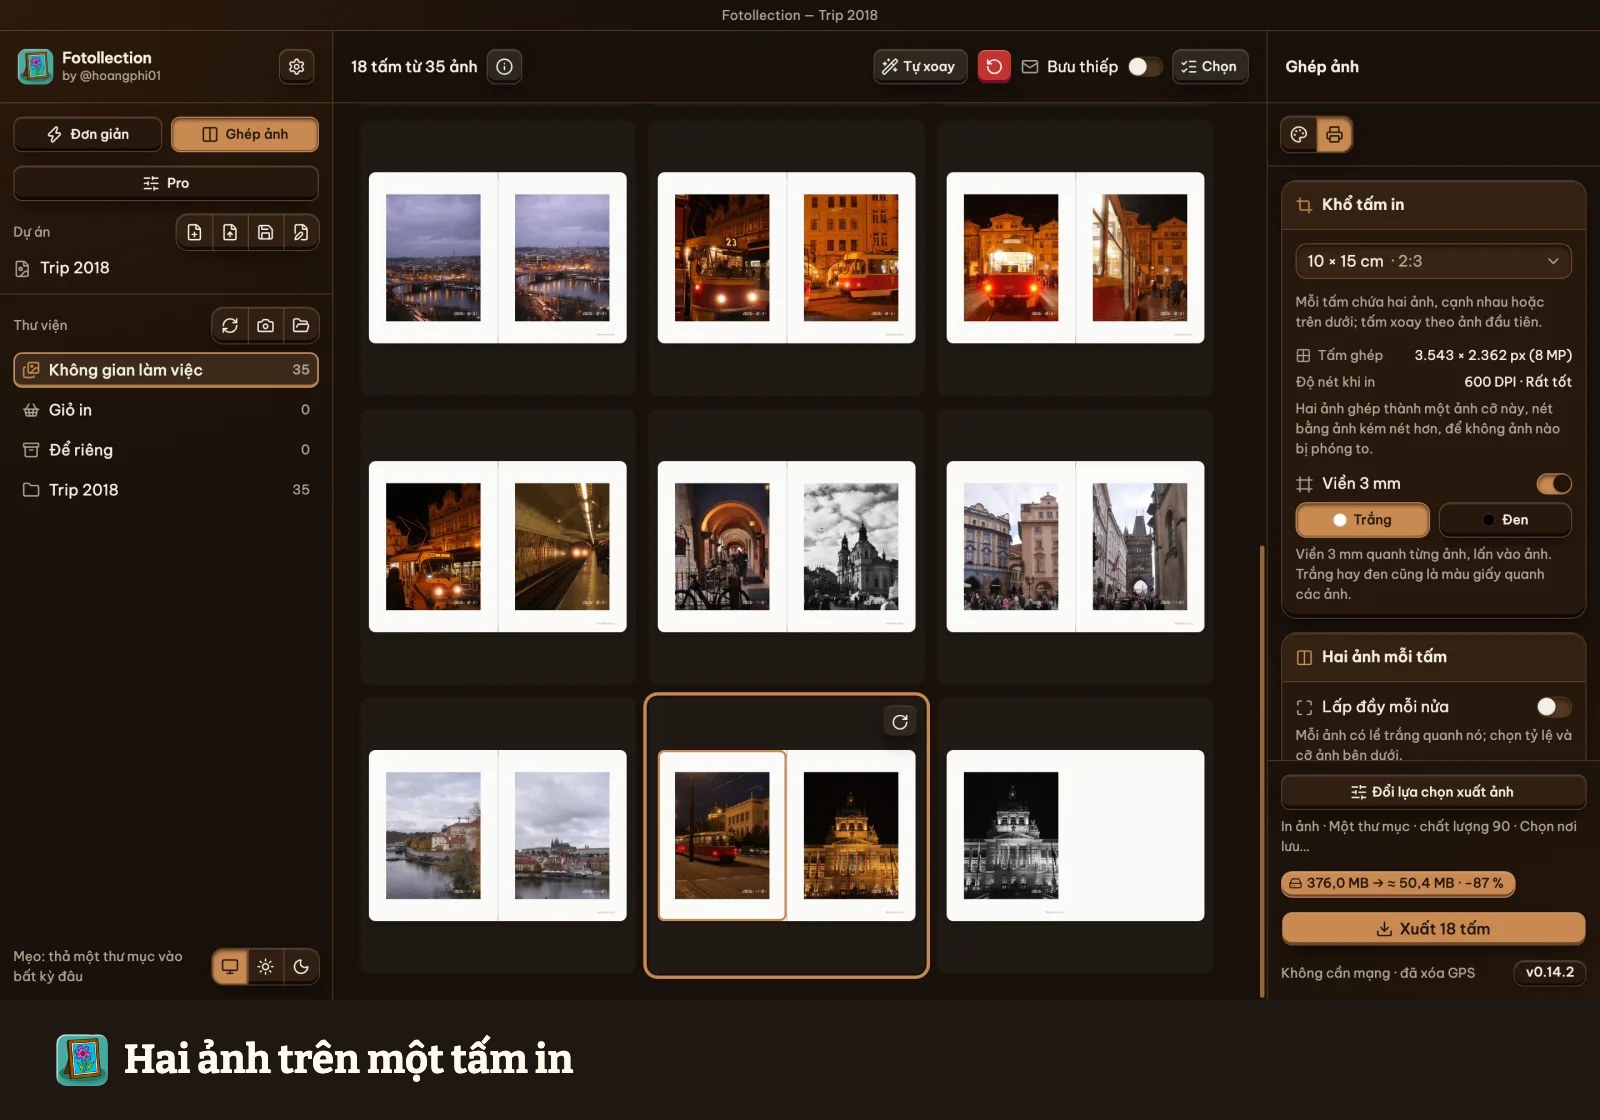 Fotollection — Trip 2018
Fotollection
by @hoangphi01
Đơn giản
Ghép ảnh
Pro
Dự án
Trip 2018
Thư viện
Không gian làm việc 35
Giỏ in 0
Để riêng 0
Trip 2018 35
Mẹo: thả một thư mục vào
bất kỳ đâu
18 tấm từ 35 ảnh
Tự xoay
Bưu thiếp
Chọn
23
Ghép ảnh
Khổ tấm in
10 × 15 cm · 2:3
Mỗi tấm chứa hai ảnh, cạnh nhau hoặc
trên dưới; tấm xoay theo ảnh đầu tiên.
Tấm ghép 3.543 × 2.362 px (8 MP)
Độ nét khi in 600 DPI · Rất tốt
Hai ảnh ghép thành một ảnh cỡ này, nét
bằng ảnh kém nét hơn, để không ảnh nào
bị phóng to.
Viền 3 mm
Trắng
Đen
Viền 3 mm quanh từng ảnh, lấn vào ảnh.
Trắng hay đen cũng là màu giấy quanh
các ảnh.
Hai ảnh mỗi tấm
Lấp đầy mỗi nửa
Mỗi ảnh có lề trắng quanh nó; chọn tỷ lệ và
cỡ ảnh bên dưới.
Đổi lựa chọn xuất ảnh
In ảnh · Một thư mục · chất lượng 90 · Chọn nơi
lưu...
376,0 MB → ≈ 50,4 MB · −87 %
Xuất 18 tấm
Không cần mạng · đã xóa GPS
v0.14.2
Hai ảnh trên một tấm in